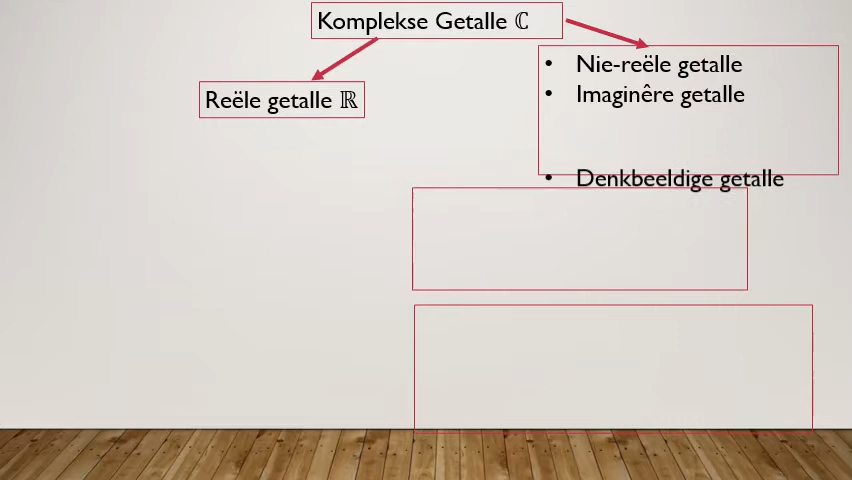 Komplekse Getalle ℂ
• Nie-reële getalle
• Imaginêre getalle
Reële getalle ℝ
• Denkbeeldige getalle